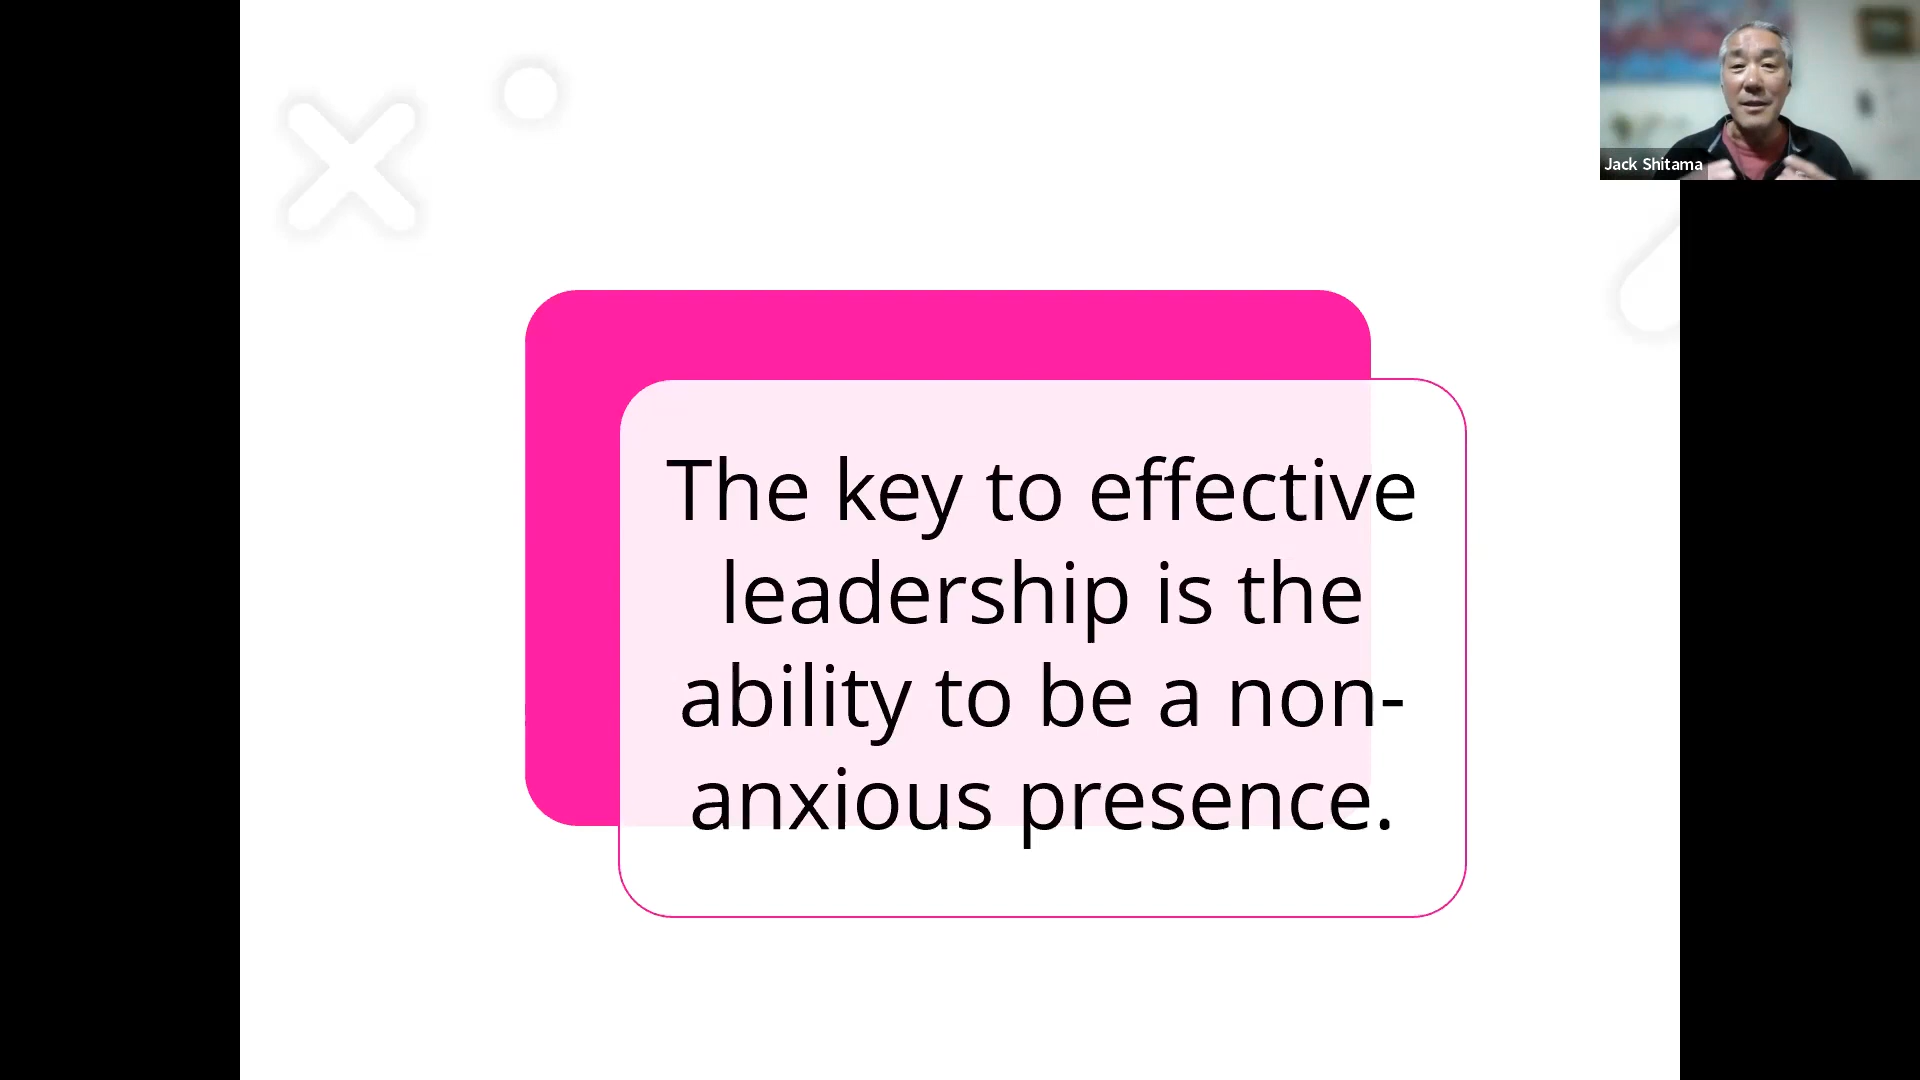 Jack Shitama
The key to effective
leadership is the
ability to be a non-
anxious presence.